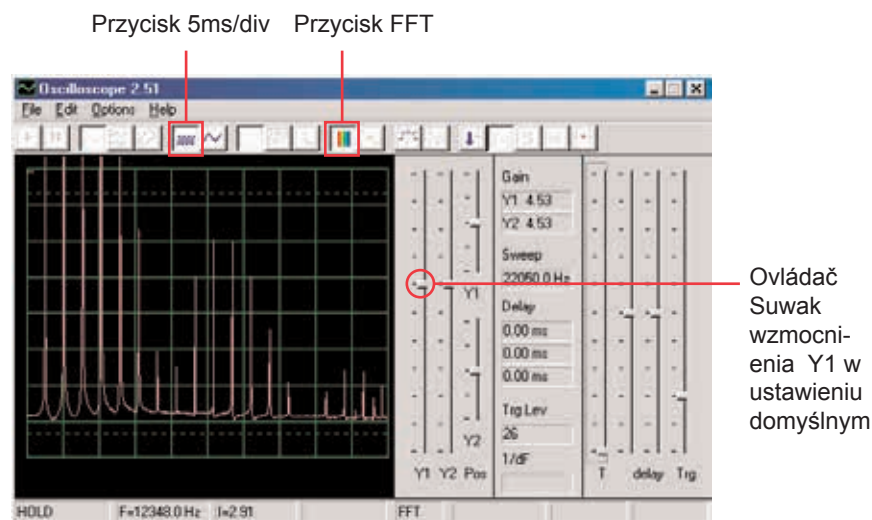 Przycisk 5ms/div Przycisk FFT
Oscilloscope 2.51
File Edit Options Help
Gain
Y1 4.53
Y2 4.53
Sweep
22050.0 Hz
Y1
Delay
0.00 ms
0.00 ms
0.00 ms
Trg Lev
26
Y2
1/dF
Y1 Y2 Pos
T delay Trg
HOLD F=12348.0 Hz I=2.91 FFT
Ovládač
Suwak
wzmocni-
enia Y1 w
ustawieniu
domyślnym